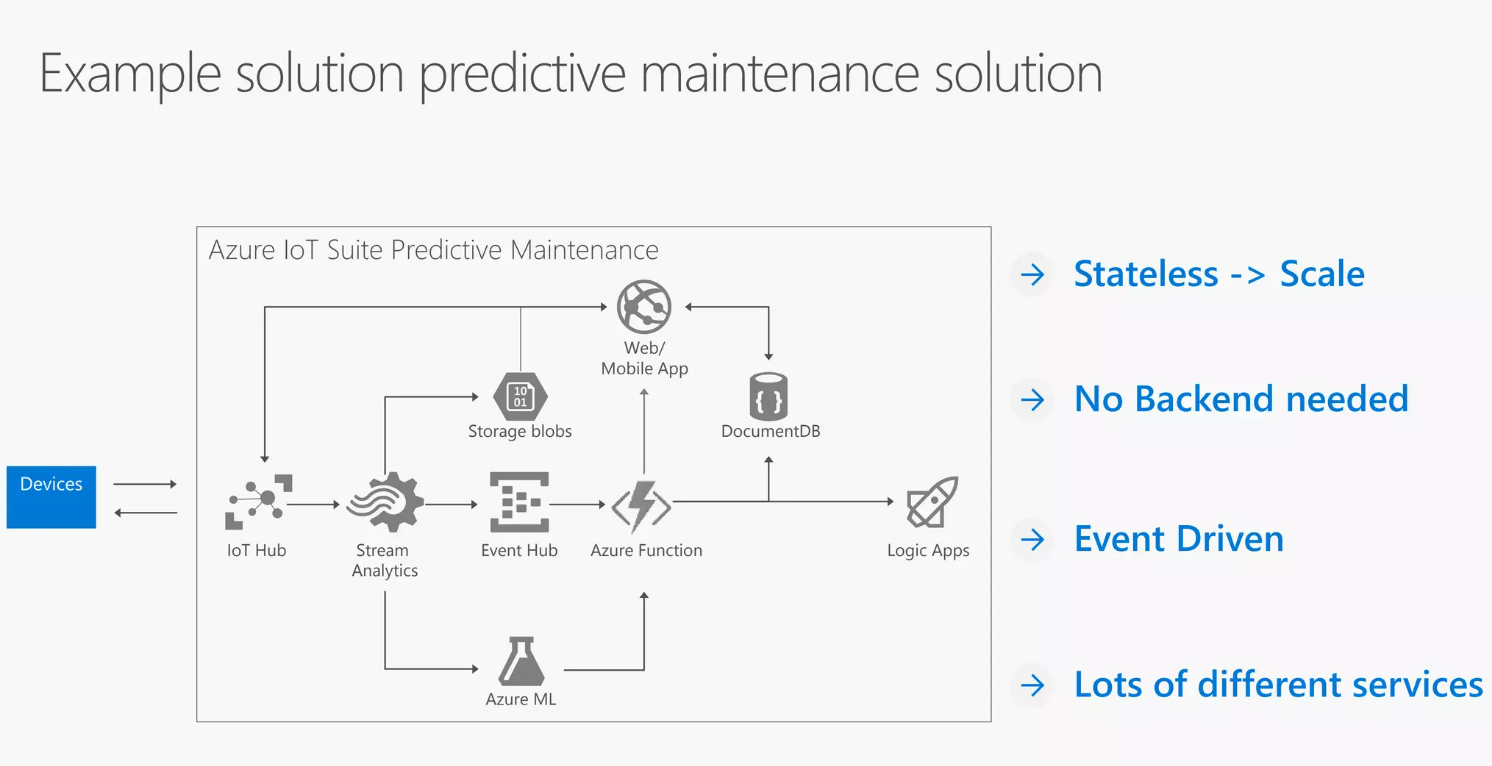 Example solution predictive maintenance solution
Azure IoT Suite Predictive Maintenance
Web/
Mobile App
10
01
Storage blobs
{ }
DocumentDB
Devices
IoT Hub
Stream
Analytics
Event Hub
Azure Function
Logic Apps
Azure ML
Stateless -> Scale
No Backend needed
Event Driven
Lots of different services